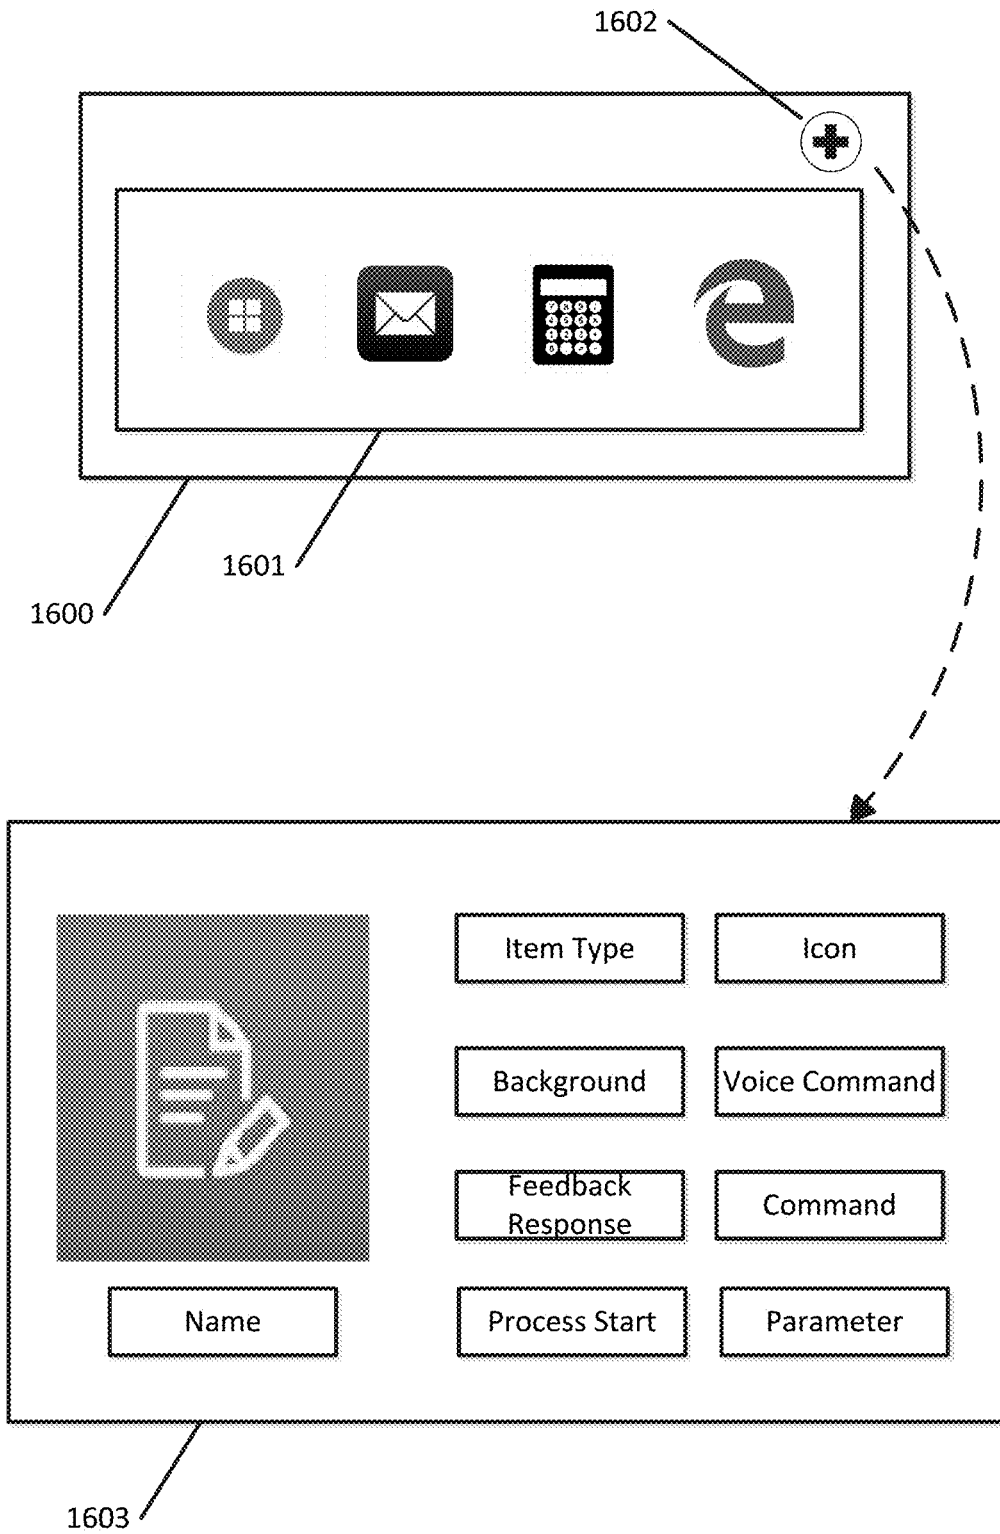 1602
1601
1600
Item Type
Icon
Background
Voice Command
Feedback
Response
Command
Name
Process Start
Parameter
1603